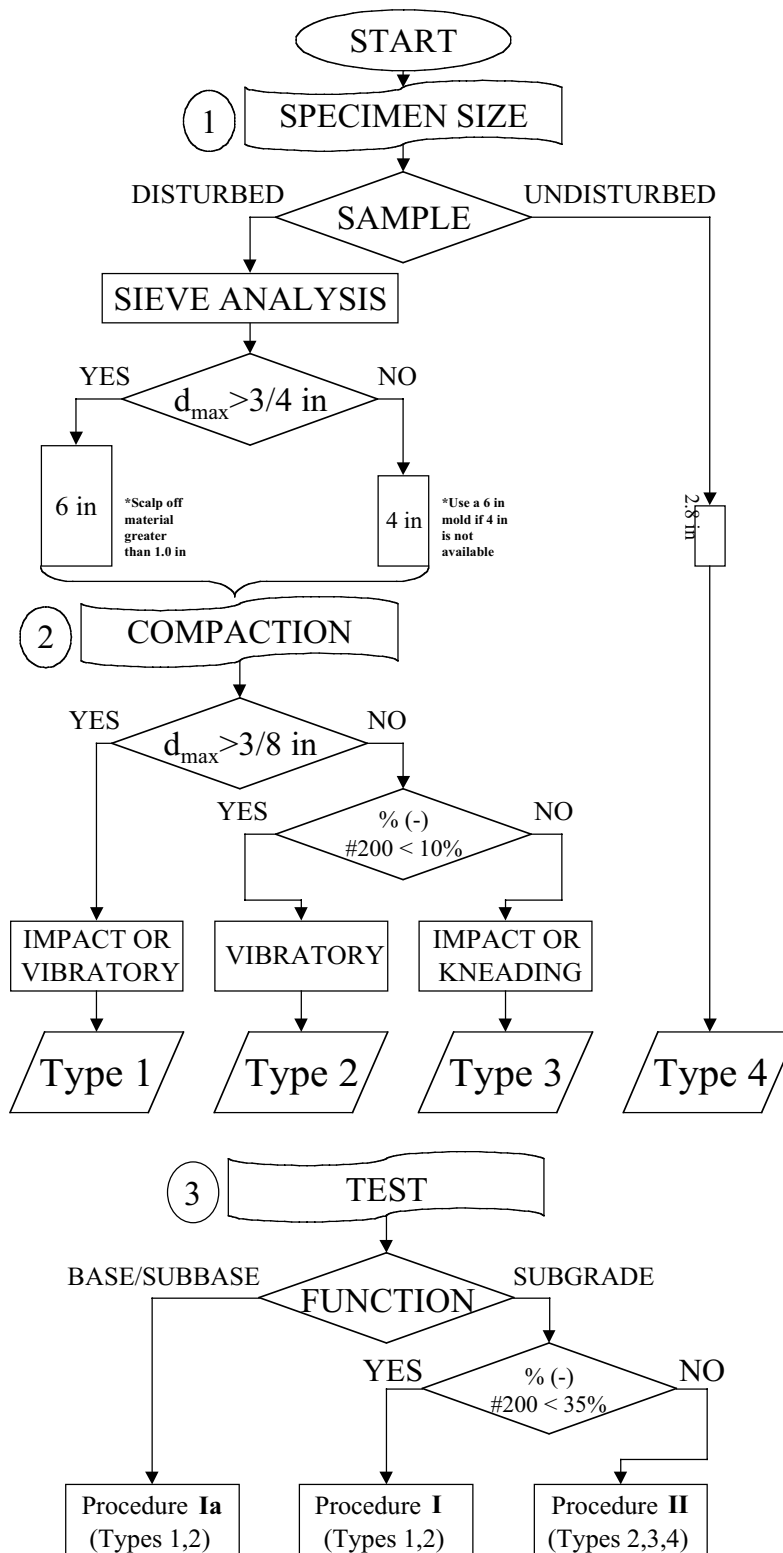 START
1
SPECIMEN SIZE
DISTURBED
UNDISTURBED
SAMPLE
SIEVE ANALYSIS
YES
NO
dmax>3/4 in
6 in
*Scalp off
material
greater
than 1.0 in
4 in
*Use a 6 in
mold if 4 in
is not
available
2.8 in
2
COMPACTION
YES
NO
dmax>3/8 in
YES
NO
% (-)
#200 < 10%
IMPACT OR
VIBRATORY
VIBRATORY
IMPACT OR
KNEADING
Type 1
Type 2
Type 3
Type 4
3
TEST
BASE/SUBBASE
SUBGRADE
FUNCTION
YES
NO
% (-)
#200 < 35%
Procedure Ia
(Types 1,2)
Procedure I
(Types 1,2)
Procedure II
(Types 2,3,4)